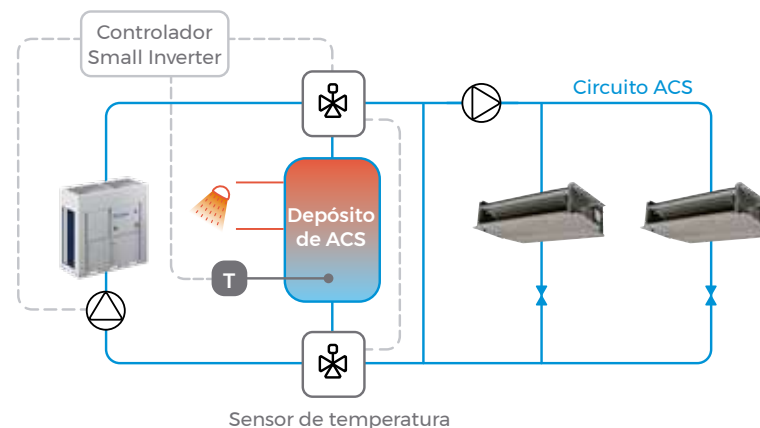 Controlador
Small Inverter
Circuito ACS
Depósito
de ACS
T
Sensor de temperatura